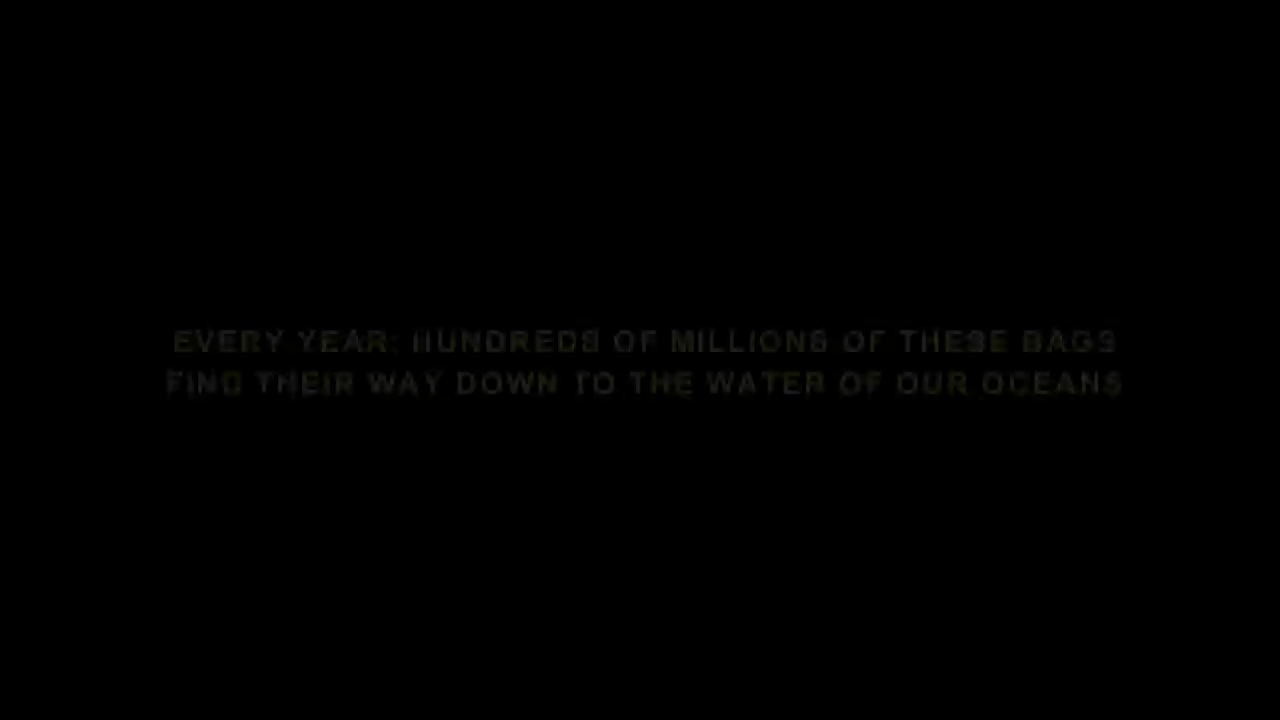 EVERY YEAR; HUNDREDS OF MILLIONS OF THESE BAGS
FIND THEIR WAY DOWN TO THE WATER OF OUR OCEANS